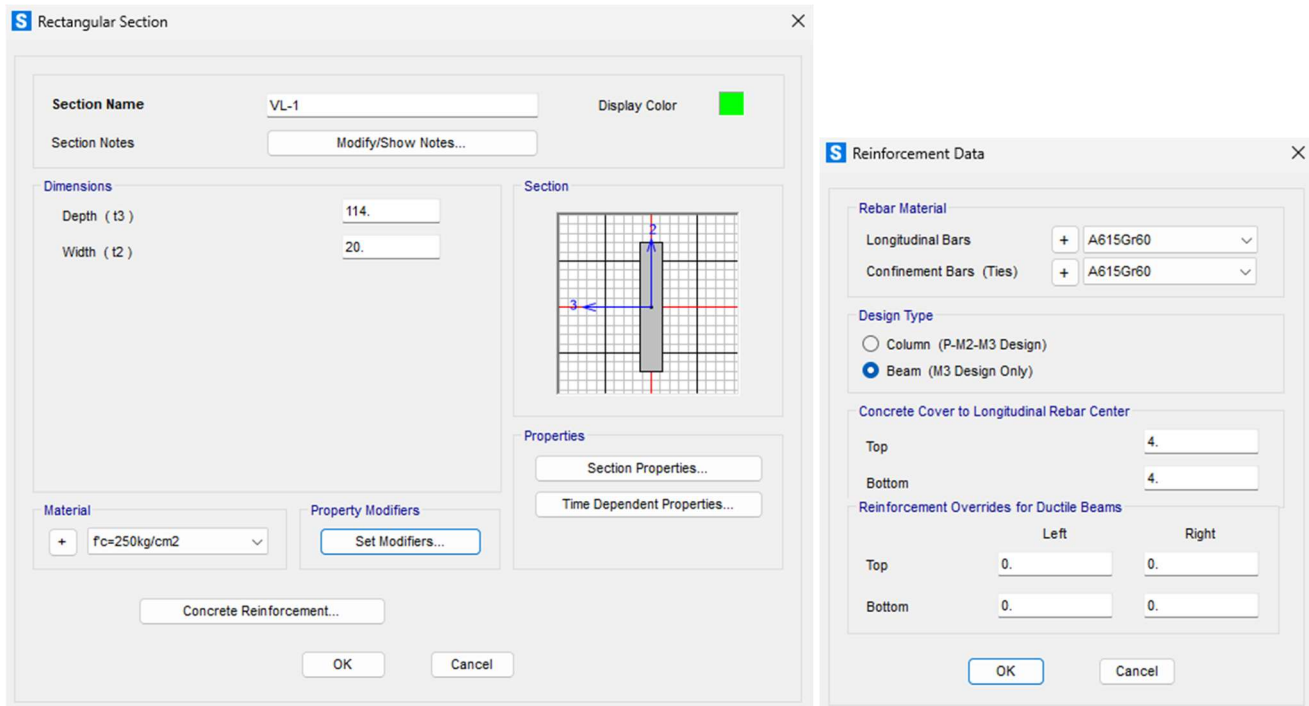 S Rectangular Section
Section Name VL-1 Display Color
Section Notes Modify/Show Notes...
Dimensions
Depth ( t3 ) 114.
Width ( t2 ) 20.
Section
2
3
Properties
Section Properties...
Time Dependent Properties...
Material
+ f'c=250kg/cm2
Property Modifiers
Set Modifiers...
Concrete Reinforcement...
OK Cancel
S Reinforcement Data
Rebar Material
Longitudinal Bars + A615Gr60
Confinement Bars (Ties) + A615Gr60
Design Type
Column (P-M2-M3 Design)
Beam (M3 Design Only)
Concrete Cover to Longitudinal Rebar Center
Top 4.
Bottom 4.
Reinforcement Overrides for Ductile Beams
Left Right
Top 0. 0.
Bottom 0. 0.
OK Cancel